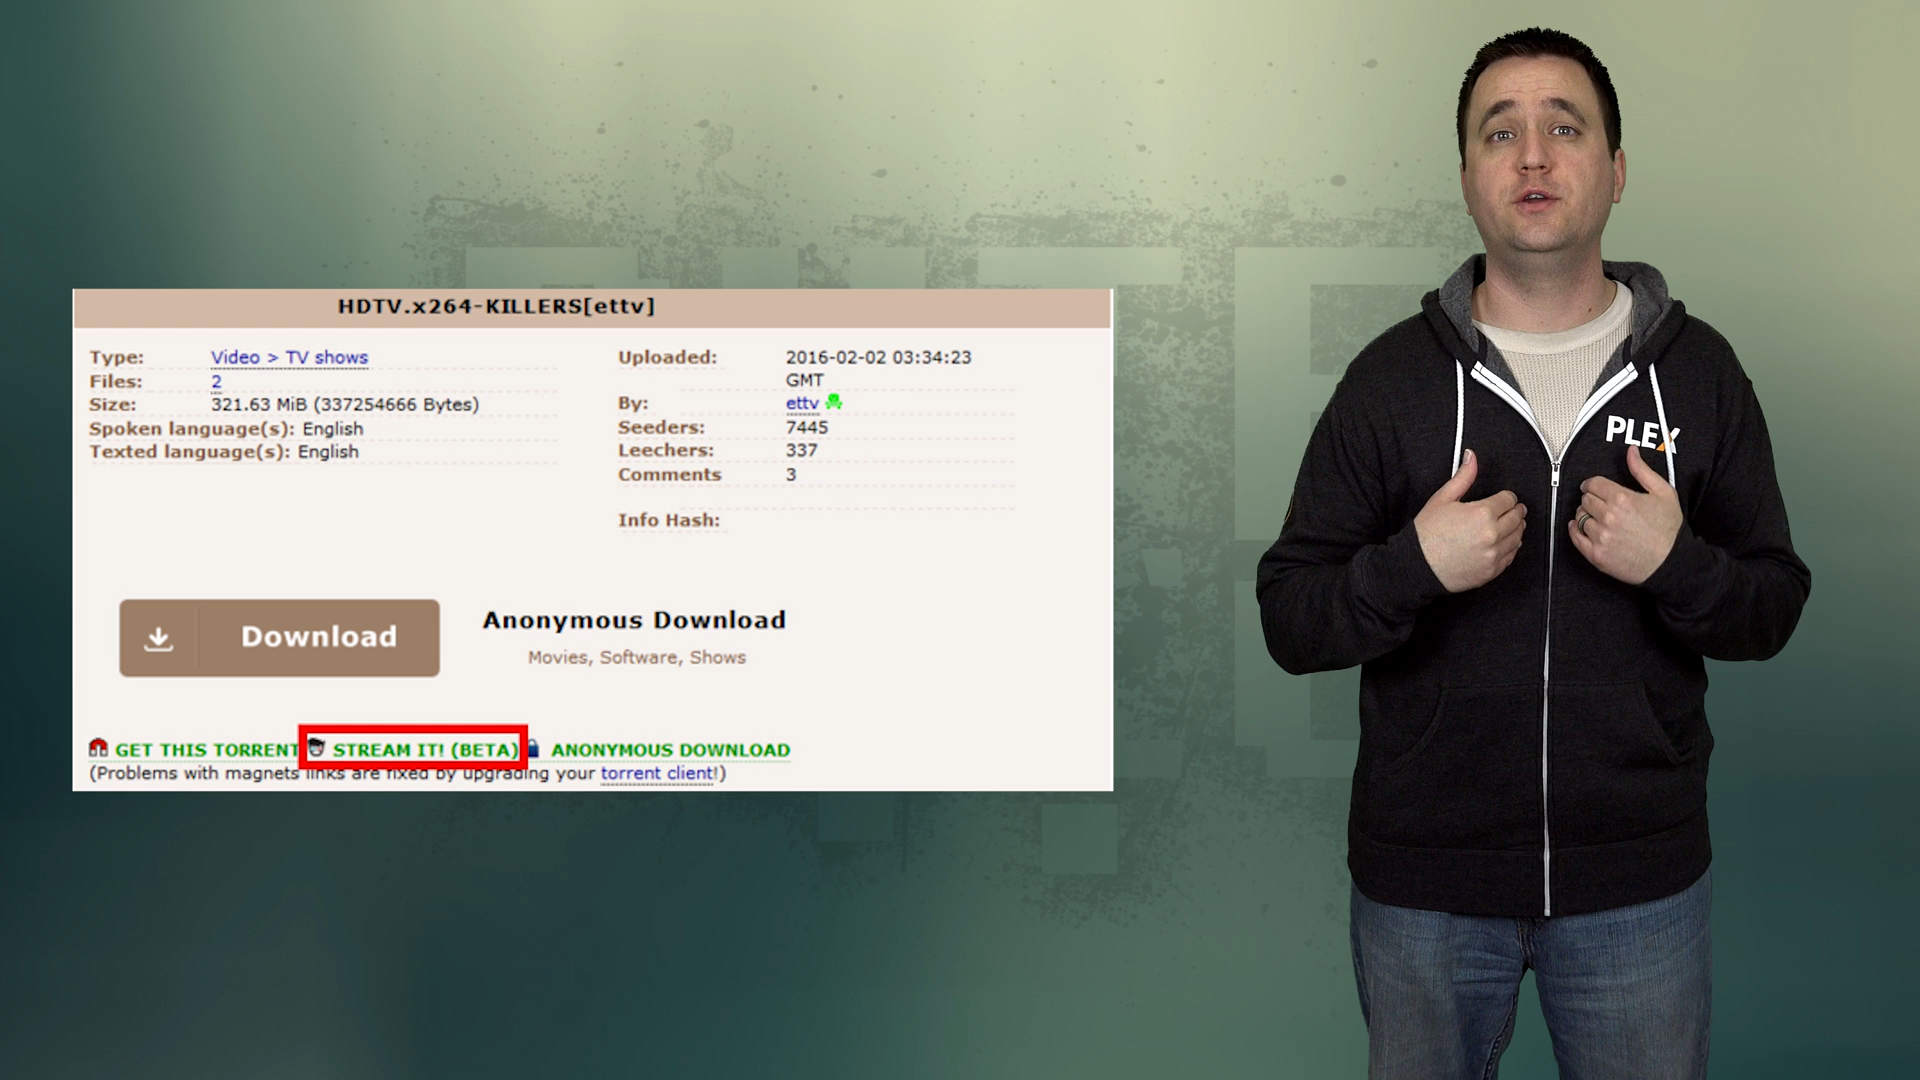 HDTV.x264-KILLERS[ettv]
Type: Video > TV shows
Files: 2
Size: 321.63 MiB (337254666 Bytes)
Spoken language(s): English
Texted language(s): English
Uploaded: 2016-02-02 03:34:23
GMT
By: ettv
Seeders: 7445
Leechers: 337
Comments 3
Info Hash:
Download
Anonymous Download
Movies, Software, Shows
GET THIS TORRENT STREAM IT! (BETA) ANONYMOUS DOWNLOAD
(Problems with magnets links are fixed by upgrading your torrent client!)
PLEX